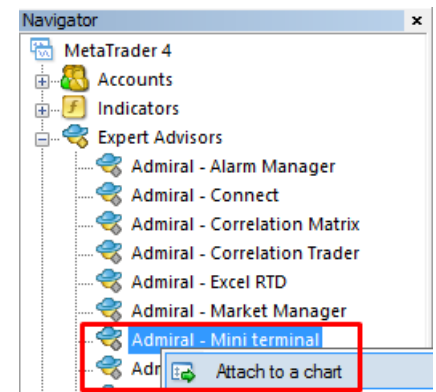 Navigator
MetaTrader 4
Accounts
Indicators
Expert Advisors
Admiral - Alarm Manager
Admiral - Connect
Admiral - Correlation Matrix
Admiral - Correlation Trader
Admiral - Excel RTD
Admiral - Market Manager
Admiral - Mini terminal
Adr
Attach to a chart